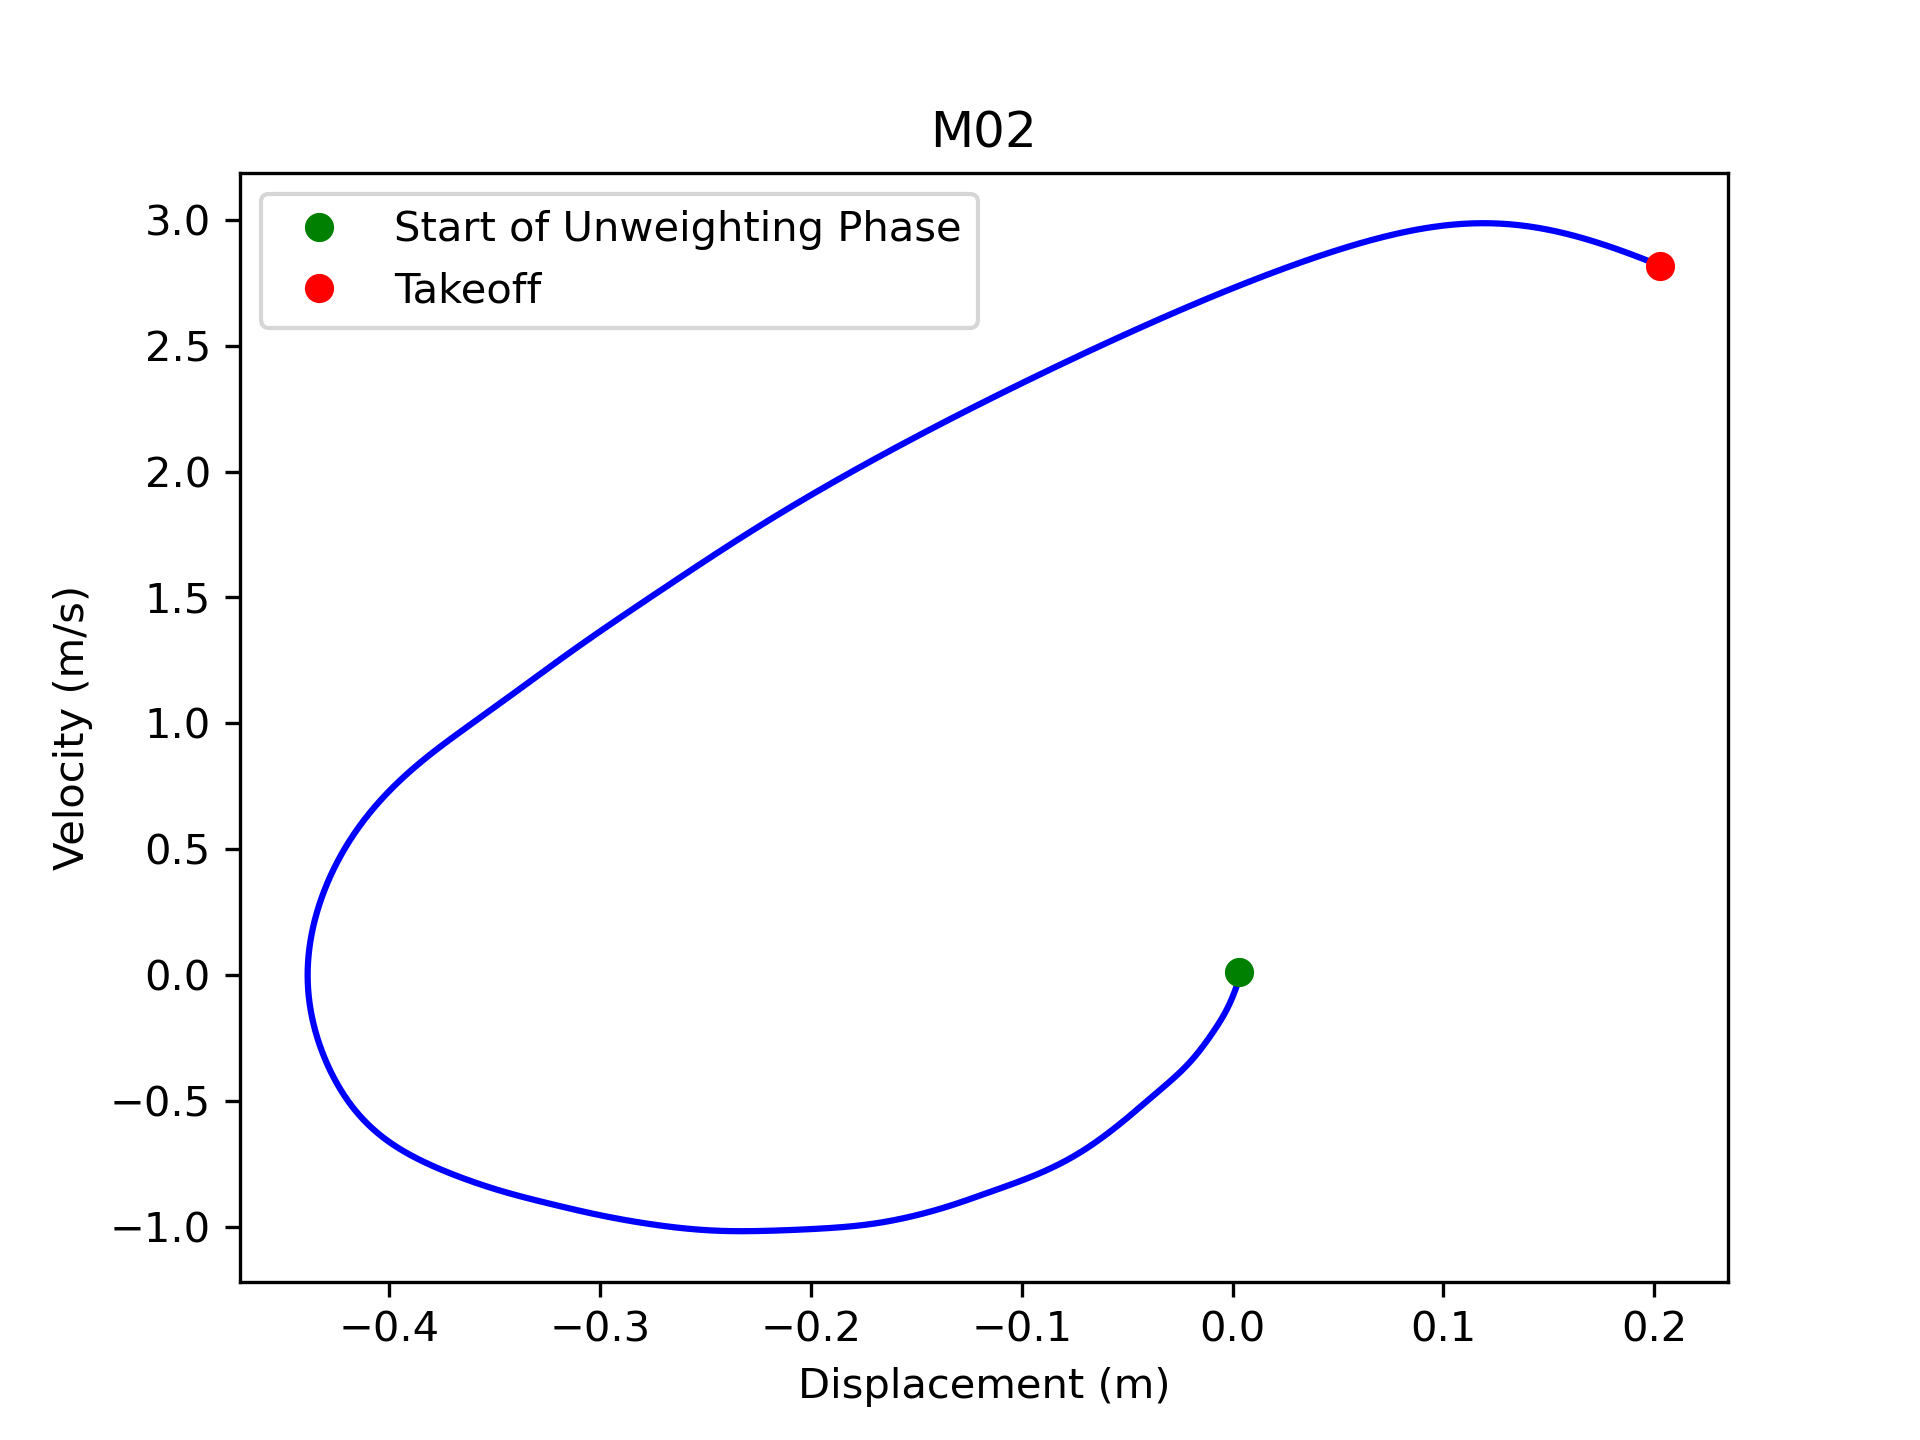 M02
Start of Unweighting Phase
Takeoff
3.0
2.5
2.0
1.5
1.0
0.5
0.0
−0.5
−1.0
Velocity (m/s)
−0.4 −0.3 −0.2 −0.1 0.0 0.1 0.2
Displacement (m)